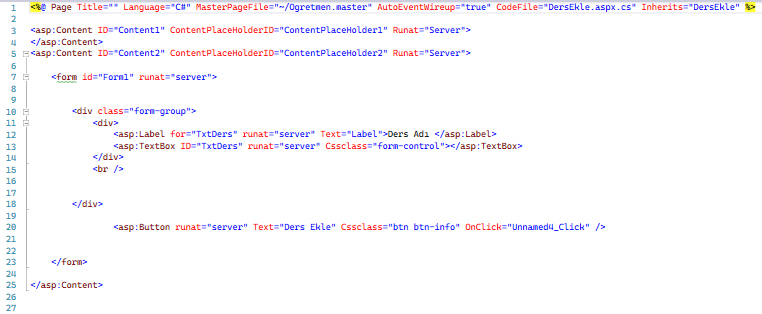 1 <%@ Page Title="" Language="C#" MasterPageFile="~/Ogretmen.master" AutoEventWireup="true" CodeFile="DersEkle.aspx.cs" Inherits="DersEkle" %>
2
3 <asp:Content ID="Content1" ContentPlaceHolderID="ContentPlaceHolder1" Runat="Server">
4 </asp:Content>
5 <asp:Content ID="Content2" ContentPlaceHolderID="ContentPlaceHolder2" Runat="Server">
6
7 <form id="Form1" runat="server">
8
9
10 <div class="form-group">
11 <div>
12 <asp:Label for="TxtDers" runat="server" Text="Label">Ders Adı </asp:Label>
13 <asp:TextBox ID="TxtDers" runat="server" Cssclass="form-control"></asp:TextBox>
14 </div>
15 <br />
16
17
18 </div>
19
20 <asp:Button runat="server" Text="Ders Ekle" Cssclass="btn btn-info" OnClick="Unnamed4_Click" />
21
22
23 </form>
24
25 </asp:Content>
26
27